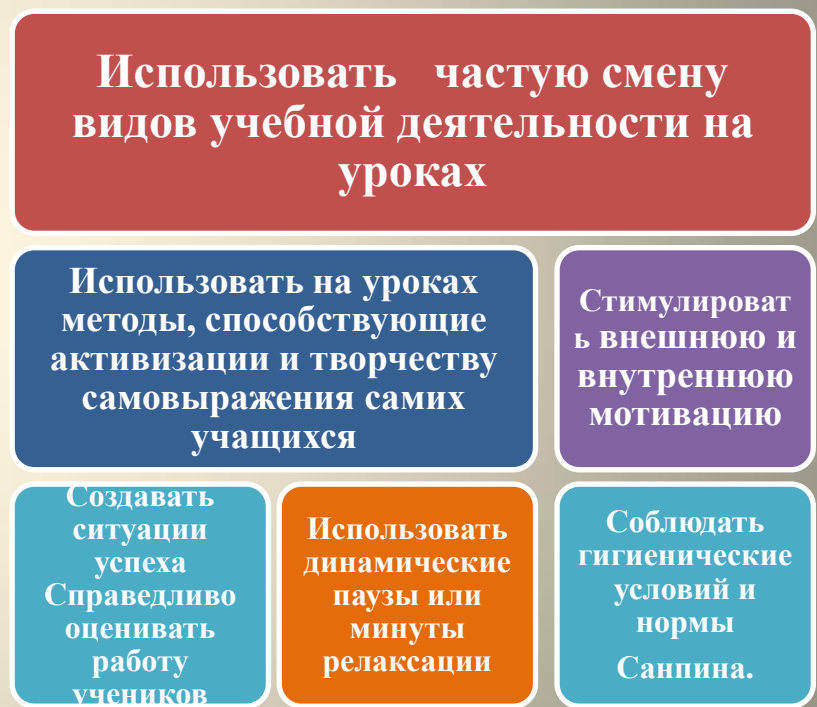 Использовать частую смену
видов учебной деятельности на
уроках
Использовать на уроках
методы, способствующие
активизации и творчеству
самовыражения самих
учащихся
Стимулироват
ь внешнюю и
внутреннюю
мотивацию
Создавать
ситуации
успеха
Справедливо
оценивать
работу
учеников
Использовать
динамические
паузы или
минуты
релаксации
Соблюдать
гигиенические
условий и
нормы
Санпина.